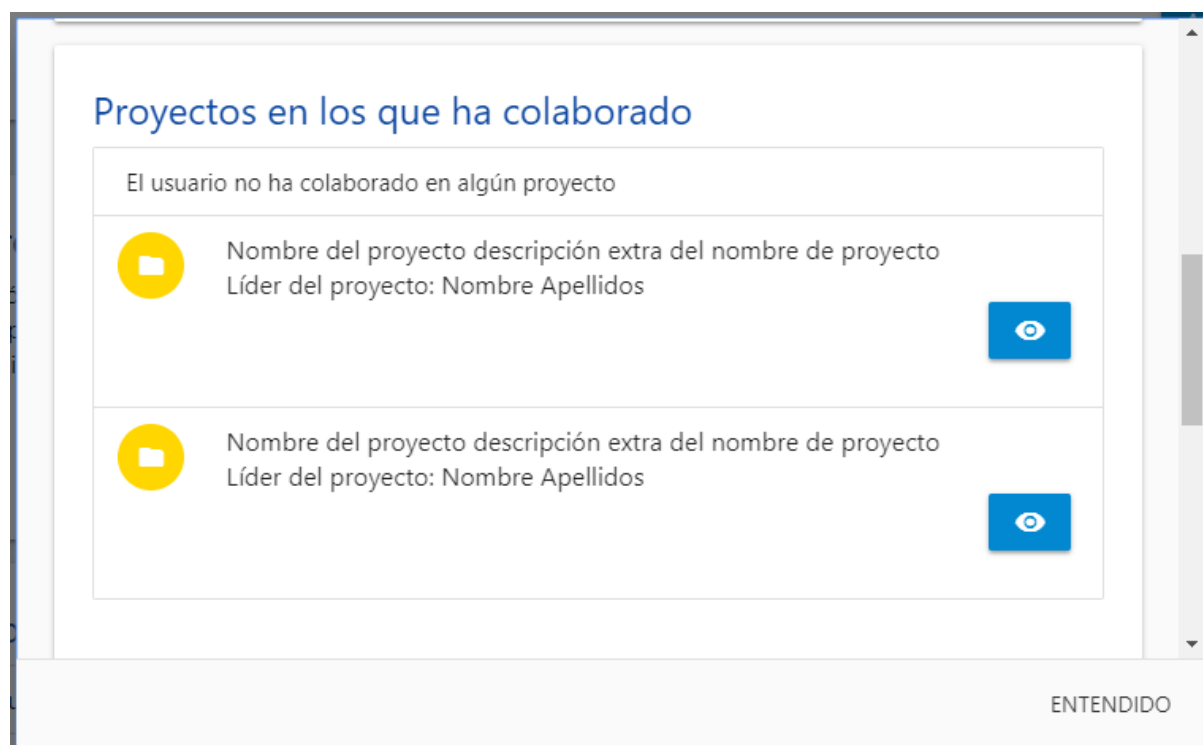 Proyectos en los que ha colaborado
El usuario no ha colaborado en algún proyecto
Nombre del proyecto descripción extra del nombre de proyecto
Líder del proyecto: Nombre Apellidos
Nombre del proyecto descripción extra del nombre de proyecto
Líder del proyecto: Nombre Apellidos
ENTENDIDO